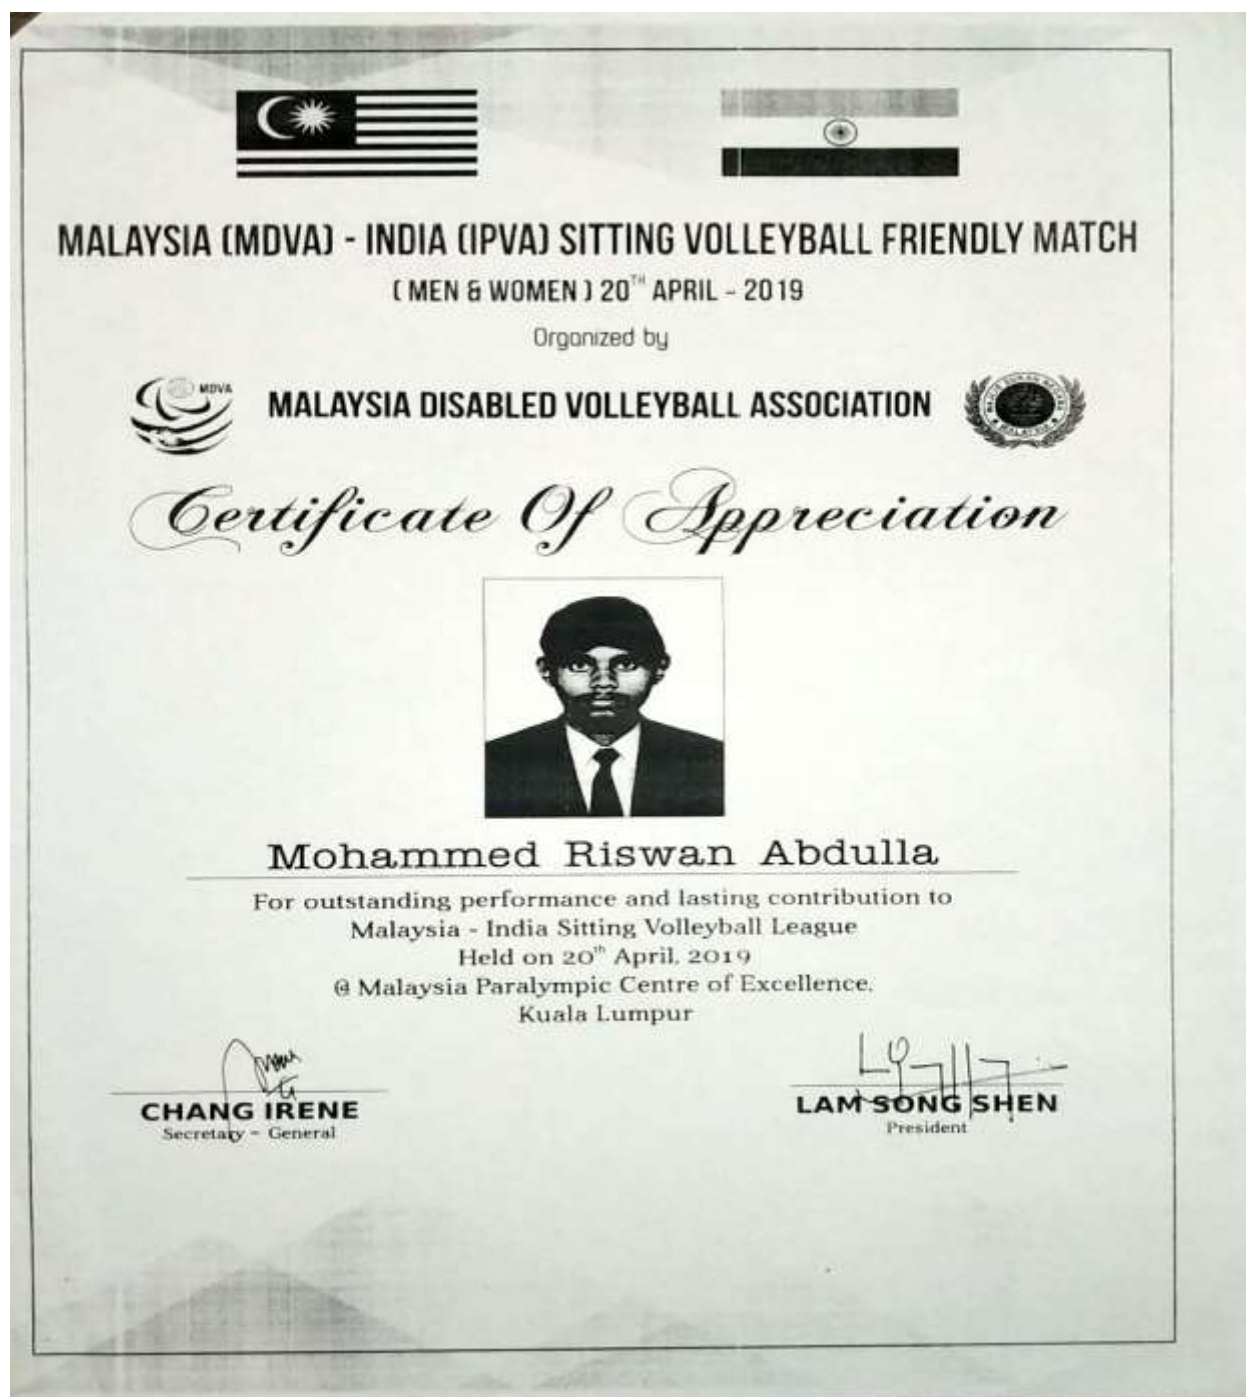 MALAYSIA (MDVA) - INDIA (IPVA) SITTING VOLLEYBALL FRIENDLY MATCH
( MEN & WOMEN ) 20TH APRIL - 2019
Organized by
MDVA
MALAYSIA DISABLED VOLLEYBALL ASSOCIATION
MALAYSIA
Certificate Of Appreciation
Mohammed Riswan Abdulla
For outstanding performance and lasting contribution to
Malaysia - India Sitting Volleyball League
Held on 20th April, 2019
@ Malaysia Paralympic Centre of Excellence,
Kuala Lumpur
CHANG IRENE
Secretary - General
LAM SONG SHEN
President